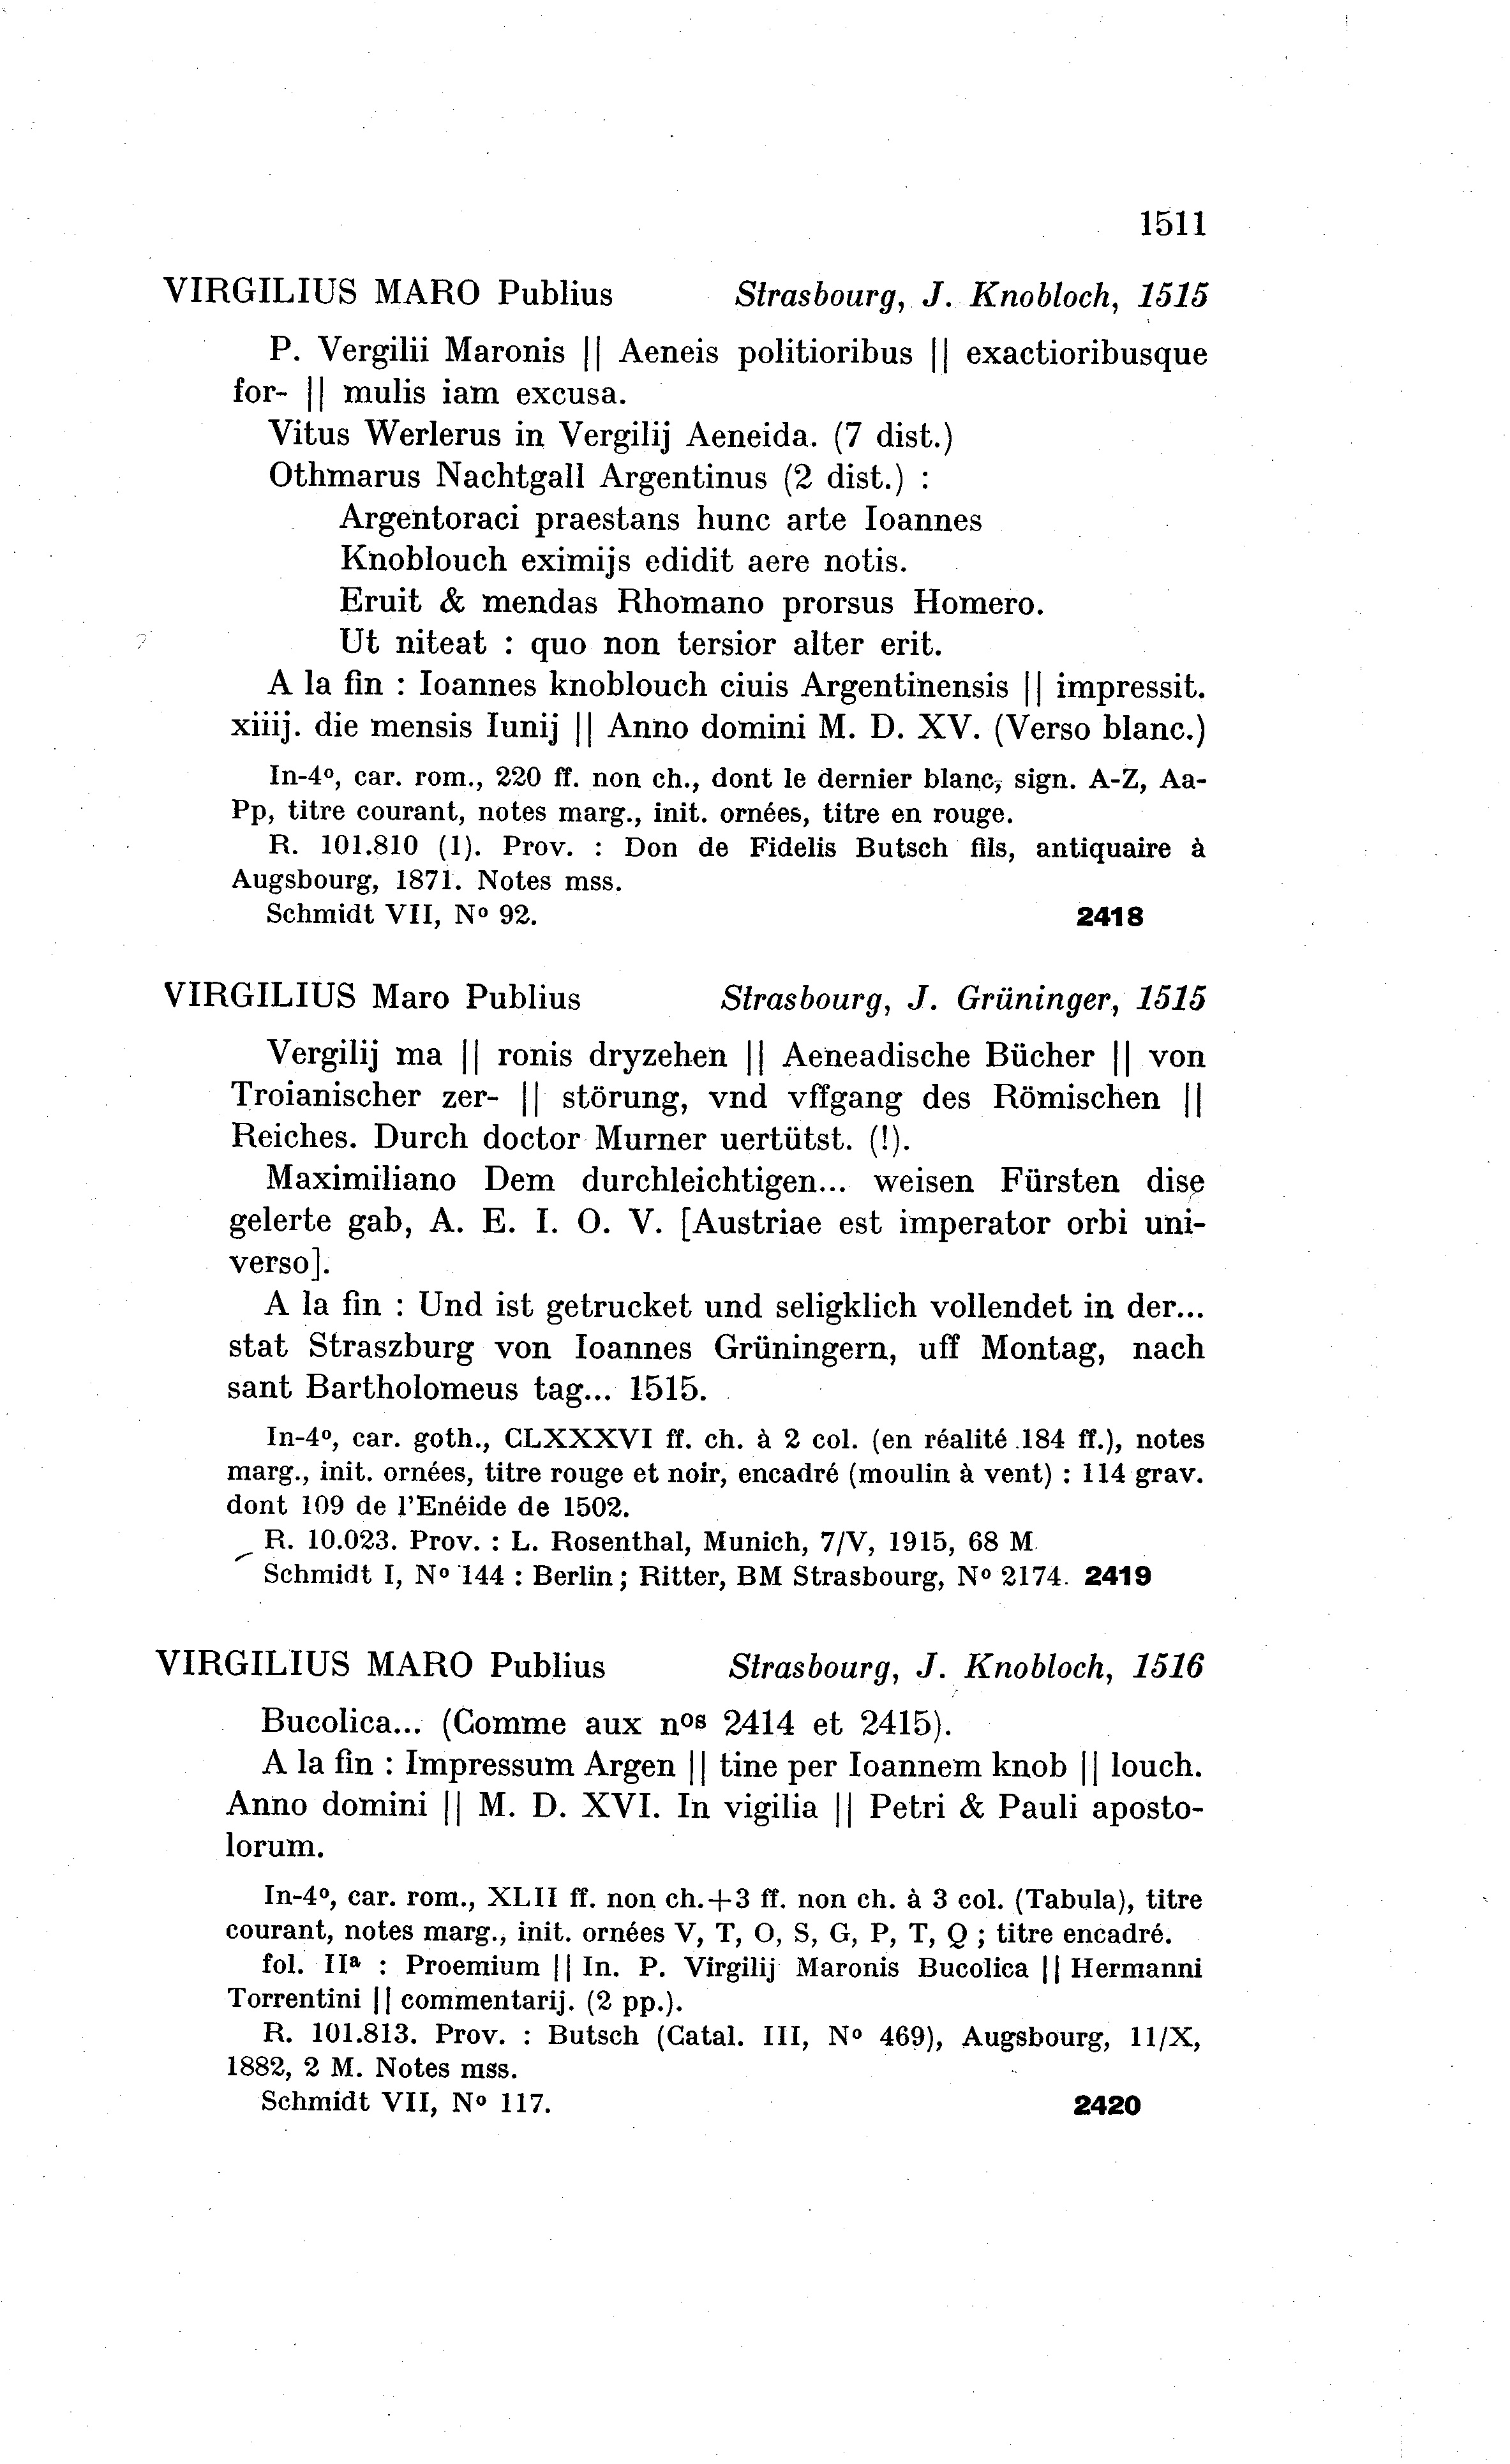 1511
VIRGILIUS MARO Publius Strasbourg, J. Knobloch, 1515
P. Vergilii Maronis || Aeneis politioribus || exactioribusque
for- || mulis iam excusa.
Vitus Werlerus in Vergilij Aeneida. (7 dist.)
Othmarus Nachtgall Argentinus (2 dist.) :
Argentoraci praestans hunc arte Ioannes
Knoblouch eximijs edidit aere notis.
Eruit & mendas Rhomano prorsus Homero.
Ut niteat : quo non tersior alter erit.
A la fin : Ioannes knoblouch ciuis Argentinensis || impressit.
xiiij. die mensis Iunij || Anno domini M. D. XV. (Verso blanc.)
In-4º, car. rom., 220 ff. non ch., dont le dernier blanc, sign. A-Z, Aa-
Pp, titre courant, notes marg., init. ornées, titre en rouge.
R. 101.810 (1). Prov. : Don de Fidelis Butsch fils, antiquaire à
Augsbourg, 1871. Notes mss.
Schmidt VII, Nº 92. 2418
VIRGILIUS Maro Publius Strasbourg, J. Grüninger, 1515
Vergilij ma || ronis dryzehen || Aeneadische Bücher || von
Troianischer zer- || störung, vnd vffgang des Römischen ||
Reiches. Durch doctor Murner uertütst. (!).
Maximiliano Dem durchleichtigen... weisen Fürsten dise
gelerte gab, A. E. I. O. V. [Austriae est imperator orbi uni-
verso].
A la fin : Und ist getrucket und seligklich vollendet in der...
stat Straszburg von Ioannes Grüningern, uff Montag, nach
sant Bartholomeus tag... 1515.
In-4º, car. goth., CLXXXVI ff. ch. à 2 col. (en réalité 184 ff.), notes
marg., init. ornées, titre rouge et noir, encadré (moulin à vent) : 114 grav.
dont 109 de l'Enéide de 1502.
R. 10.023. Prov. : L. Rosenthal, Munich, 7/V, 1915, 68 M.
Schmidt I, Nº 144 : Berlin; Ritter, BM Strasbourg, Nº 2174. 2419
VIRGILIUS MARO Publius Strasbourg, J. Knobloch, 1516
Bucolica... (Comme aux nºˢ 2414 et 2415).
A la fin : Impressum Argen || tine per Ioannem knob || louch.
Anno domini || M. D. XVI. In vigilia || Petri & Pauli aposto-
lorum.
In-4º, car. rom., XLII ff. non ch.+3 ff. non ch. à 3 col. (Tabula), titre
courant, notes marg., init. ornées V, T, O, S, G, P, T, Q ; titre encadré.
fol. IIª : Proemium || In. P. Virgilij Maronis Bucolica || Hermanni
Torrentini || commentarij. (2 pp.).
R. 101.813. Prov. : Butsch (Catal. III, Nº 469), Augsbourg, 11/X,
1882, 2 M. Notes mss.
Schmidt VII, Nº 117. 2420